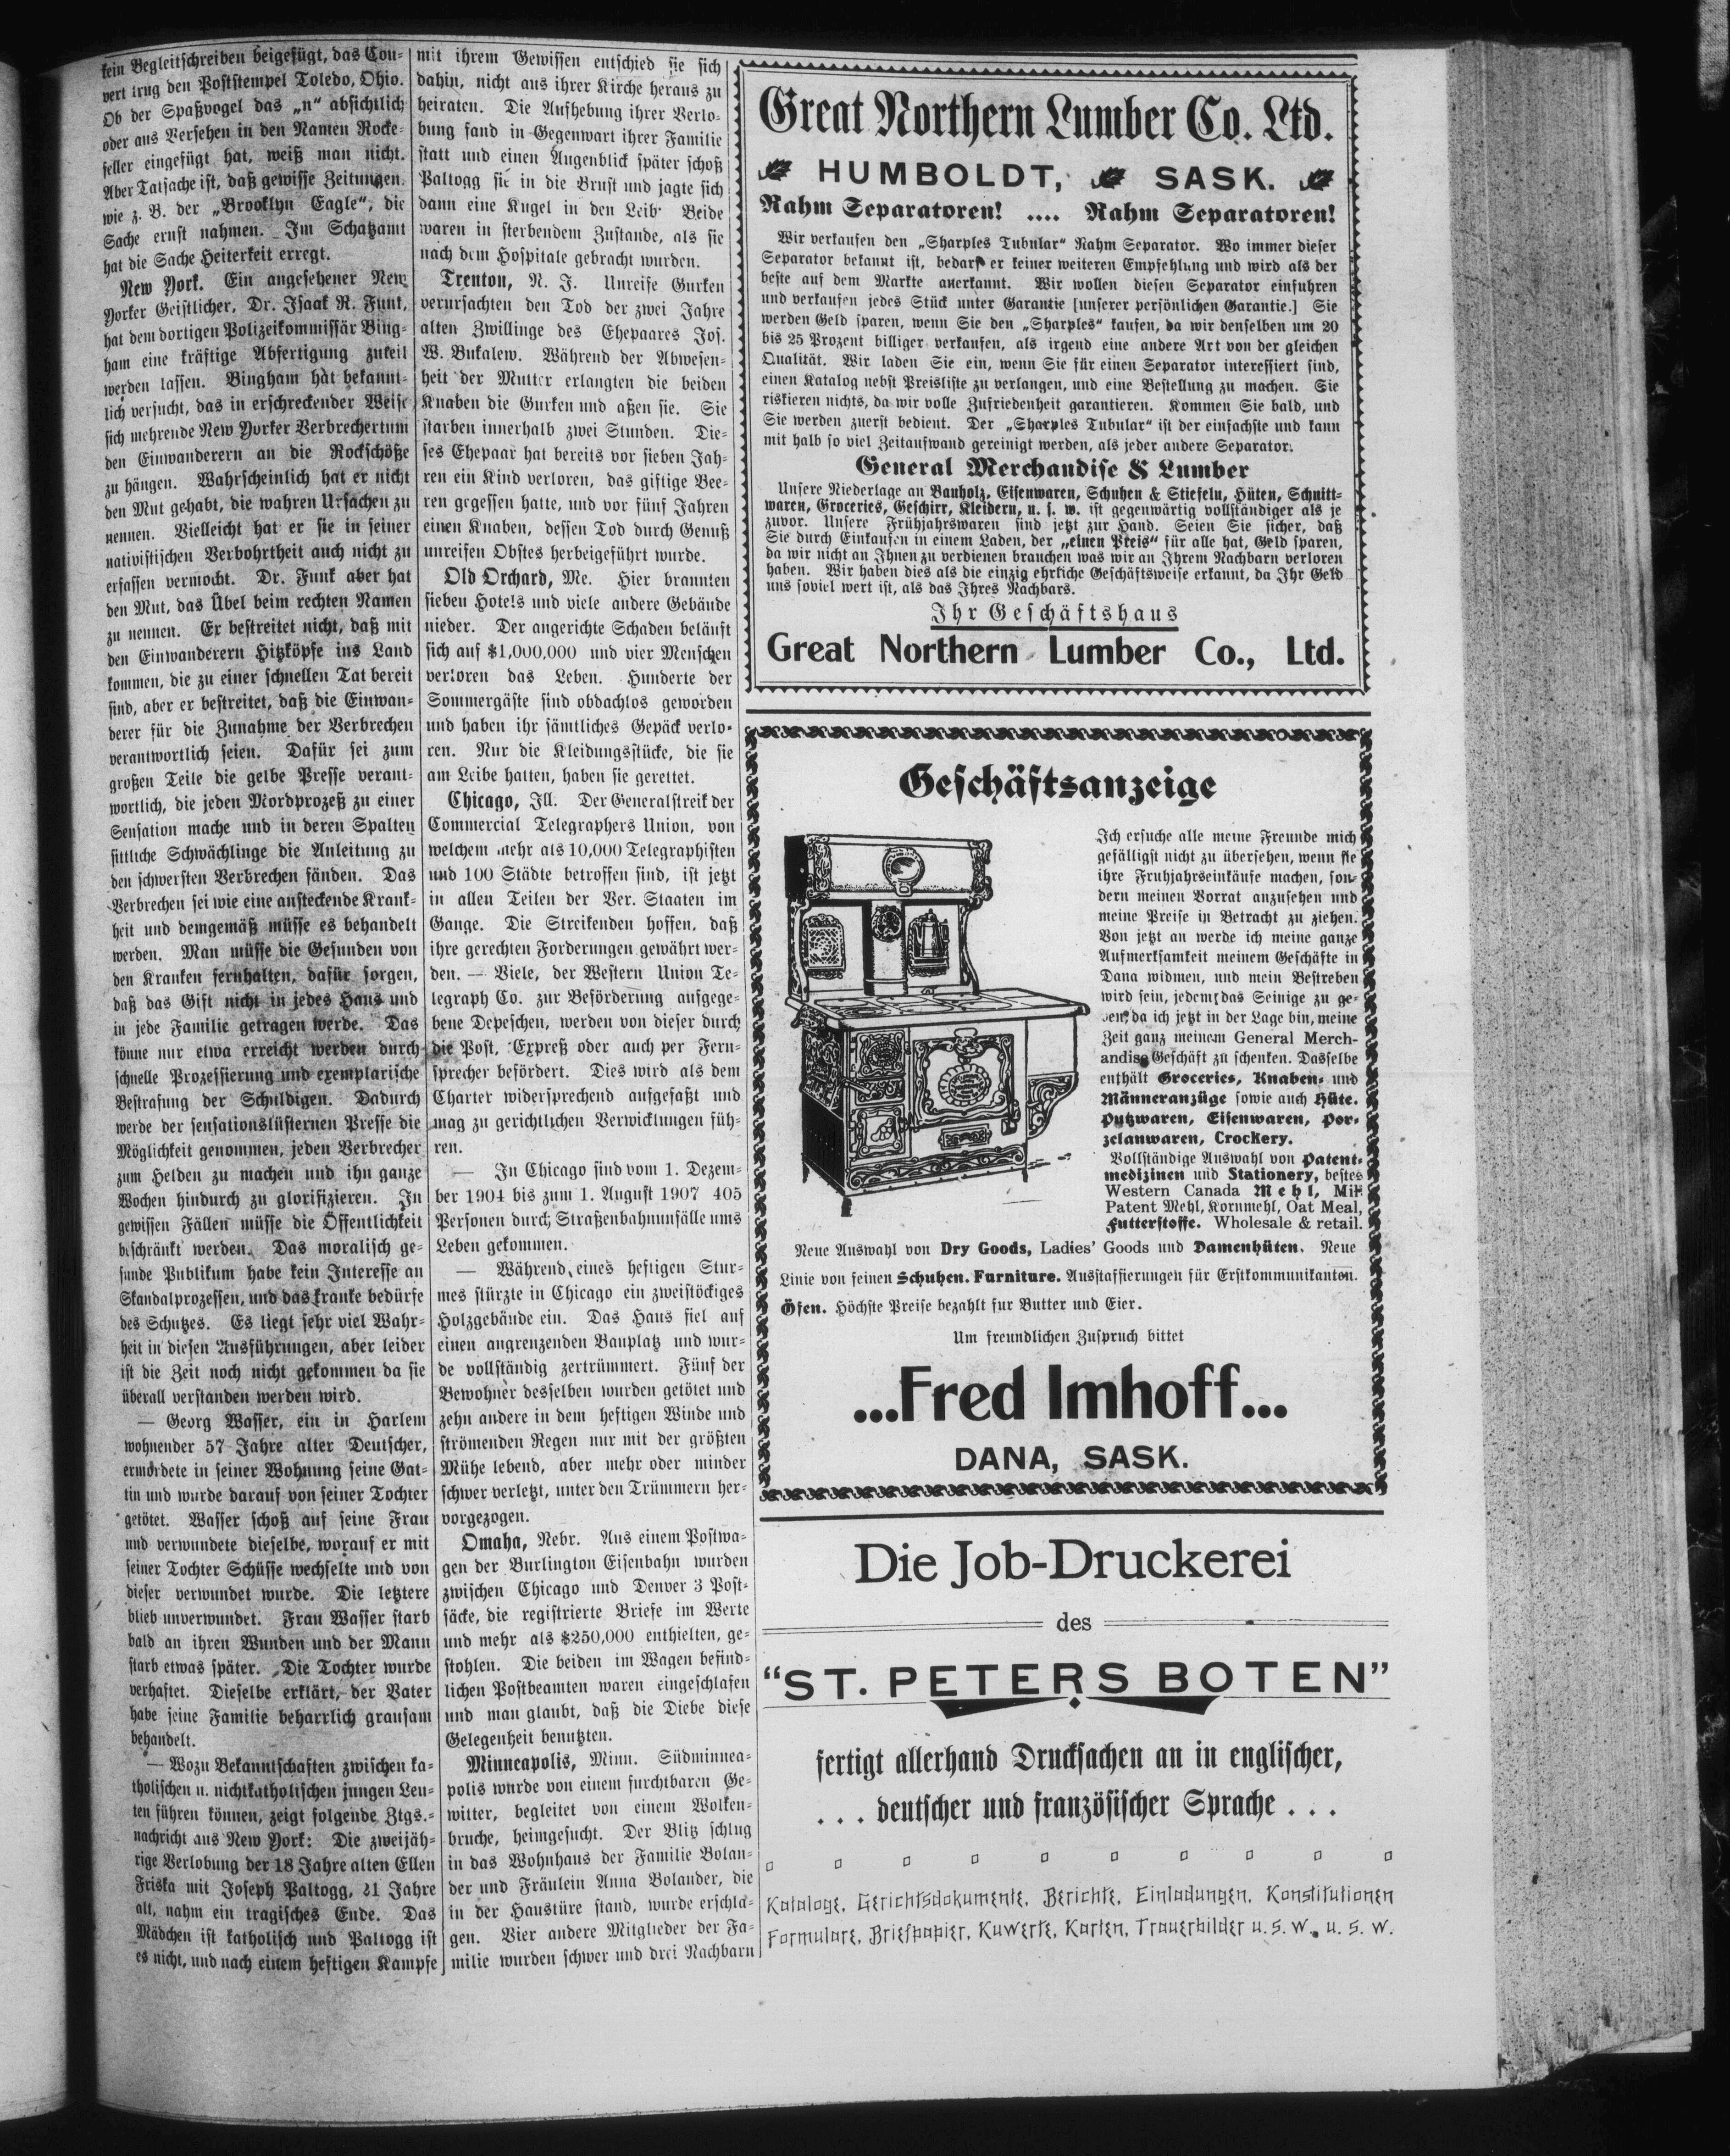 kein Begleitschreiben beigefügt, das Cou-
vert trug den Poststempel Toledo, Ohio.
Ob der Spaßvogel das „n“ absichtlich
oder aus Versehen in den Namen Rocke-
feller eingefügt hat, weiß man nicht.
Aber Tatsache ist, daß gewisse Zeitungen,
wie z. B. der „Brooklyn Eagle“, die
Sache ernst nahmen. Im Schatzamt
hat die Sache Heiterkeit erregt.
New York. Ein angesehener New
Yorker Geistlicher, Dr. Isaak R. Funk,
hat dem dortigen Polizeikommissär Bing-
ham eine kräftige Abfertigung zuteil
werden lassen. Bingham hat bekannt-
lich versucht, das in erschreckender Weise
sich mehrende New Yorker Verbrechertum
den Einwanderern an die Rockschöße
zu hängen. Wahrscheinlich hat er nicht
den Mut gehabt, die wahren Ursachen zu
nennen. Vielleicht hat er sie in seiner
nativistischen Verbohrtheit auch nicht zu
erfassen vermocht. Dr. Funk aber hat
den Mut, das Übel beim rechten Namen
zu nennen. Er bestreitet nicht, daß mit
den Einwanderern Hitzköpfe ins Land
kommen, die zu einer schnellen Tat bereit
sind, aber er bestreitet, daß die Einwan-
derer für die Zunahme der Verbrechen
verantwortlich seien. Dafür sei zum
großen Teile die gelbe Presse verant-
wortlich, die jeden Mordprozeß zu einer
Sensation mache und in deren Spalten
sittliche Schwächlinge die Anleitung zu
den schwersten Verbrechen fänden. Das
Verbrechen sei wie eine ansteckende Krank-
heit und demgemäß müsse es behandelt
werden. Man müsse die Gesunden von
den Kranken fernhalten, dafür sorgen,
daß das Gift nicht in jedes Haus und
in jede Familie getragen werde. Das
könne nur etwa erreicht werden durch
schnelle Prozessierung und exemplarische
Bestrafung der Schuldigen. Dadurch
werde der sensationslüsternen Presse die
Möglichkeit genommen, jeden Verbrecher
zum Helden zu machen und ihn ganze
Wochen hindurch zu glorifizieren. In
gewissen Fällen müsse die Öffentlichkeit
beschränkt werden. Das moralisch ge-
sunde Publikum habe kein Interesse an
Skandalprozessen, und das kranke bedürfe
des Schutzes. Es liegt sehr viel Wahr-
heit in diesen Ausführungen, aber leider
ist die Zeit noch nicht gekommen da sie
überall verstanden werden wird.
— Georg Wasser, ein in Harlem
wohnender 57 Jahre alter Deutscher,
ermordete in seiner Wohnung seine Gat-
tin und wurde darauf von seiner Tochter
getötet. Wasser schoß auf seine Frau
und verwundete dieselbe, worauf er mit
seiner Tochter Schüsse wechselte und von
dieser verwundet wurde. Die letztere
blieb unverwundet. Frau Wasser starb
bald an ihren Wunden und der Mann
starb etwas später. Die Tochter wurde
verhaftet. Dieselbe erklärt, der Vater
habe seine Familie beharrlich grausam
behandelt.
— Wozu Bekanntschaften zwischen ka-
tholischen u. nichtkatholischen jungen Leu-
ten führen können, zeigt folgende Ztgs.-
nachricht aus New York: Die zweijäh-
rige Verlobung der 18 Jahre alten Ellen
Friska mit Joseph Paltogg, 21 Jahre
alt, nahm ein tragisches Ende. Das
Mädchen ist katholisch und Paltogg ist
es nicht, und nach einem heftigen Kampfe
mit ihrem Gewissen entschied sie sich
dahin, nicht aus ihrer Kirche heraus zu
heiraten. Die Aufhebung ihrer Verlo-
bung fand in Gegenwart ihrer Familie
statt und einen Augenblick später schoß
Paltogg sie in die Brust und jagte sich
dann eine Kugel in den Leib. Beide
waren in sterbendem Zustande, als sie
nach dem Hospitale gebracht wurden.
Trenton, N. J. Unreife Gurken
verursachten den Tod der zwei Jahre
alten Zwillinge des Ehepaares Jos.
W. Bukalew. Während der Abwesen-
heit der Mutter erlangten die beiden
Knaben die Gurken und aßen sie. Sie
starben innerhalb zwei Stunden. Die-
ses Ehepaar hat bereits vor sieben Jah-
ren ein Kind verloren, das giftige Bee-
ren gegessen hatte, und vor fünf Jahren
einen Knaben, dessen Tod durch Genuß
unreifen Obstes herbeigeführt wurde.
Old Orchard, Me. Hier brannten
sieben Hotels und viele andere Gebäude
nieder. Der angerichte Schaden beläuft
sich auf $1,000,000 und vier Menschen
verloren das Leben. Hunderte der
Sommergäste sind obdachlos geworden
und haben ihr sämtliches Gepäck verlo-
ren. Nur die Kleidungsstücke, die sie
am Leibe hatten, haben sie gerettet.
Chicago, Ill. Der Generalstreik der
Commercial Telegraphers Union, von
welchem mehr als 10,000 Telegraphisten
und 100 Städte betroffen sind, ist jetzt
in allen Teilen der Ver. Staaten im
Gange. Die Streikenden hoffen, daß
ihre gerechten Forderungen gewährt wer-
den. — Viele, der Western Union Te-
legraph Co. zur Beförderung aufgege-
bene Depeschen, werden von dieser durch
die Post, Expreß oder auch per Fern-
sprecher befördert. Dies wird als dem
Charter widersprechend aufgefaßt und
mag zu gerichtlichen Verwicklungen füh-
ren.
— In Chicago sind vom 1. Dezem-
ber 1904 bis zum 1. August 1907 405
Personen durch Straßenbahnunfälle ums
Leben gekommen.
— Während eines heftigen Stur-
mes stürzte in Chicago ein zweistöckiges
Holzgebäude ein. Das Haus fiel auf
einen angrenzenden Bauplatz und wur-
de vollständig zertrümmert. Fünf der
Bewohner desselben wurden getötet und
zehn andere in dem heftigen Winde und
strömenden Regen nur mit der größten
Mühe lebend, aber mehr oder minder
schwer verletzt, unter den Trümmern her-
vorgezogen.
Omaha, Nebr. Aus einem Postwa-
gen der Burlington Eisenbahn wurden
zwischen Chicago und Denver 3 Post-
säcke, die registrierte Briefe im Werte
und mehr als $250,000 enthielten, ge-
stohlen. Die beiden im Wagen befind-
lichen Postbeamten waren eingeschlafen
und man glaubt, daß die Diebe diese
Gelegenheit benutzten.
Minneapolis, Minn. Südminnea-
polis wurde von einem furchtbaren Ge-
witter, begleitet von einem Wolken-
bruche, heimgesucht. Der Blitz schlug
in das Wohnhaus der Familie Bolan-
der und Fräulein Anna Bolander, die
in der Haustüre stand, wurde erschla-
gen. Vier andere Mitglieder der Fa-
milie wurden schwer und drei Nachbarn
Great Northern Lumber Co. Ltd.
HUMBOLDT, SASK.
Rahm Separatoren! .... Rahm Separatoren!
Wir verkaufen den „Sharples Tubular“ Rahm Separator. Wo immer dieser
Separator bekannt ist, bedarf er keiner weiteren Empfehlung und wird als der
beste auf dem Markte anerkannt. Wir wollen diesen Separator einfuhren
und verkaufen jedes Stück unter Garantie [unserer persönlichen Garantie.] Sie
werden Geld sparen, wenn Sie den „Sharples“ kaufen, da wir denselben um 20
bis 25 Prozent billiger verkaufen, als irgend eine andere Art von der gleichen
Qualität. Wir laden Sie ein, wenn Sie für einen Separator interessiert sind,
einen Katalog nebst Preisliste zu verlangen, und eine Bestellung zu machen. Sie
riskieren nichts, da wir volle Zufriedenheit garantieren. Kommen Sie bald, und
Sie werden zuerst bedient. Der „Sharples Tubular“ ist der einfachste und kann
mit halb so viel Zeitaufwand gereinigt werden, als jeder andere Separator.
General Merchandise & Lumber
Unsere Niederlage an Bauholz, Eisenwaren, Schuhen & Stiefeln, Hüten, Schnitt-
waren, Groceries, Geschirr, Kleidern, u. s. w. ist gegenwärtig vollständiger als je
zuvor. Unsere Frühjahrswaren sind jetzt zur Hand. Seien Sie sicher, daß
Sie durch Einkaufen in einem Laden, der „einen Preis“ für alle hat, Geld sparen,
da wir nicht an Ihnen zu verdienen brauchen was wir an Ihrem Nachbarn verloren
haben. Wir haben dies als die einzig ehrliche Geschäftsweise erkannt, da Ihr Geld
uns soviel wert ist, als das Ihres Nachbars.
Ihr Geschäftshaus
Great Northern Lumber Co., Ltd.
Geschäftsanzeige
Ich ersuche alle meine Freunde mich
gefälligst nicht zu übersehen, wenn sie
ihre Fruhjahrseinkäufe machen, son-
dern meinen Vorrat anzusehen und
meine Preise in Betracht zu ziehen.
Von jetzt an werde ich meine ganze
Aufmerksamkeit meinem Geschäfte in
Dana widmen, und mein Bestreben
wird sein, jedem das Seinige zu ge-
ben, da ich jetzt in der Lage bin, meine
Zeit ganz meinem General Merch-
andise Geschäft zu schenken. Dasselbe
enthält Groceries, Knaben- und
Männeranzüge sowie auch Hüte.
Putzwaren, Eisenwaren, Por-
zelanwaren, Crockery.
Vollständige Auswahl von Patent-
medizinen und Stationery, bestes
Western Canada Mehl, Mill
Patent Mehl, Kornmehl, Oat Meal,
Futterstoffe. Wholesale & retail.
Neue Auswahl von Dry Goods, Ladies' Goods und Damenhüten. Neue
Linie von feinen Schuhen. Furniture. Ausstaffierungen für Erstkommunikanten.
Öfen. Höchste Preise bezahlt fur Butter und Eier.
Um freundlichen Zuspruch bittet
...Fred Imhoff...
DANA, SASK.
Die Job-Druckerei
des
“ST. PETERS BOTEN”
fertigt allerhand Drucksachen an in englischer,
. . . deutscher und französischer Sprache . . .
Kataloge, Gerichtsdokumente, Berichte, Einladungen, Konstitutionen
Formulare, Briefpapier, Kuwerte, Karten, Trauerbilder u. s. w. u. s. w.